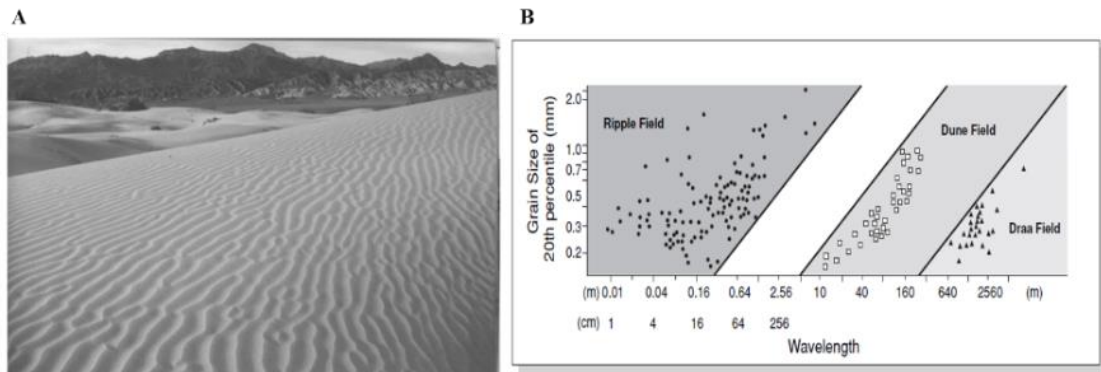 A
B
Grain Size of
20th percentile (mm)
2.0
1.0
0.7
0.5
0.3
0.2
Ripple Field
Dune Field
Draa Field
(m) 0.01 0.04 0.16 0.64 2.56 10 40 160 640 2560 (m)
(cm) 1 4 16 64 256
Wavelength